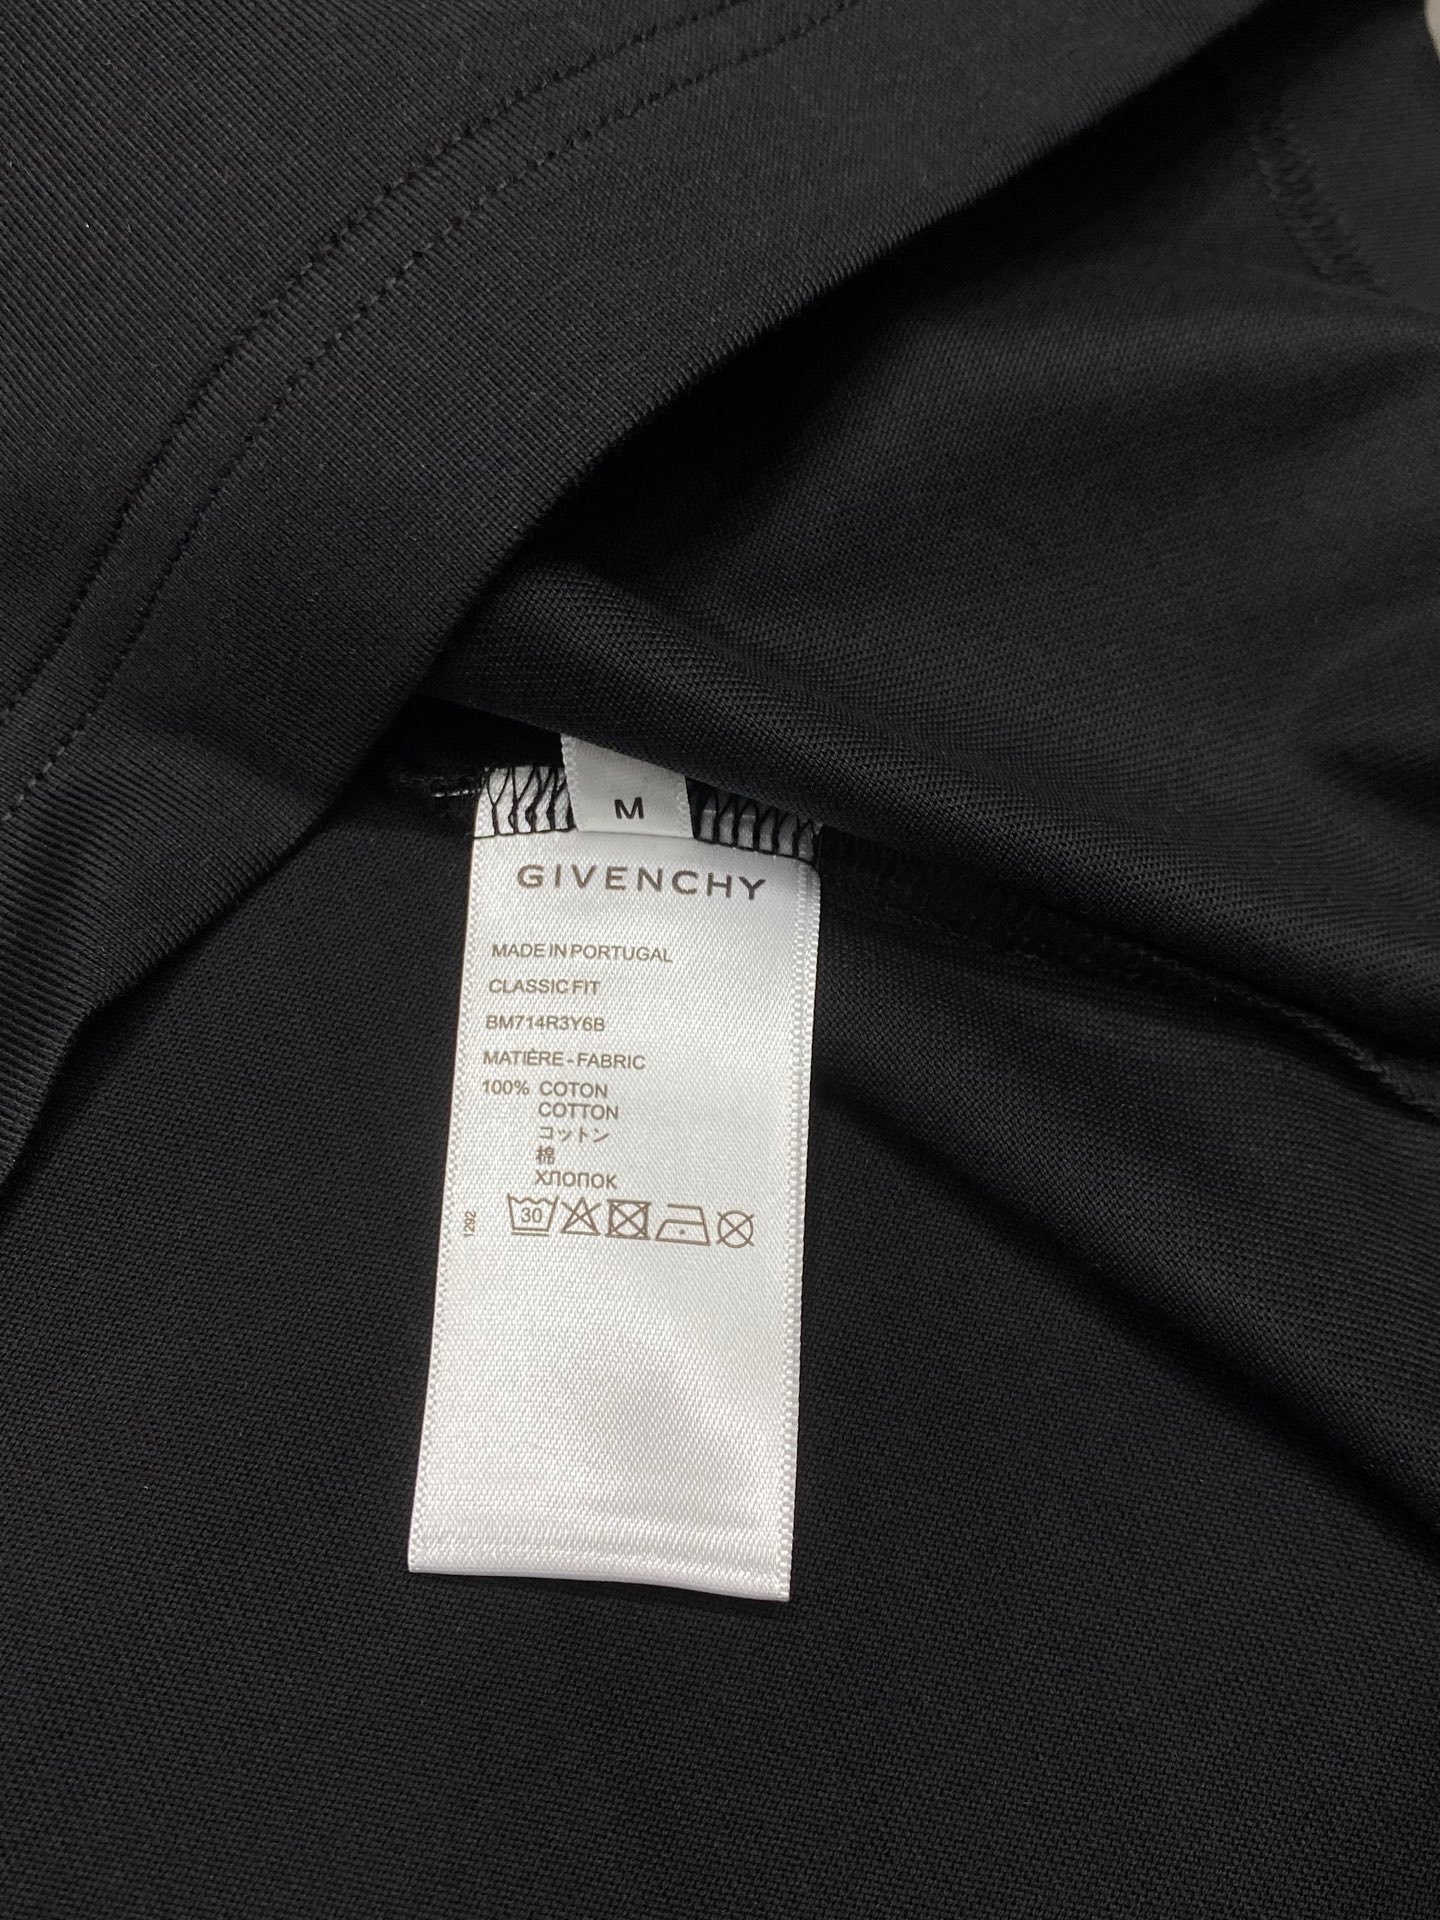 M
GIVENCHY
MADE IN PORTUGAL
CLASSIC FIT
BM714R3Y6B
MATIÈRE - FABRIC
100% COTON
COTTON
コットン
棉
ХЛОПОК
30
1292